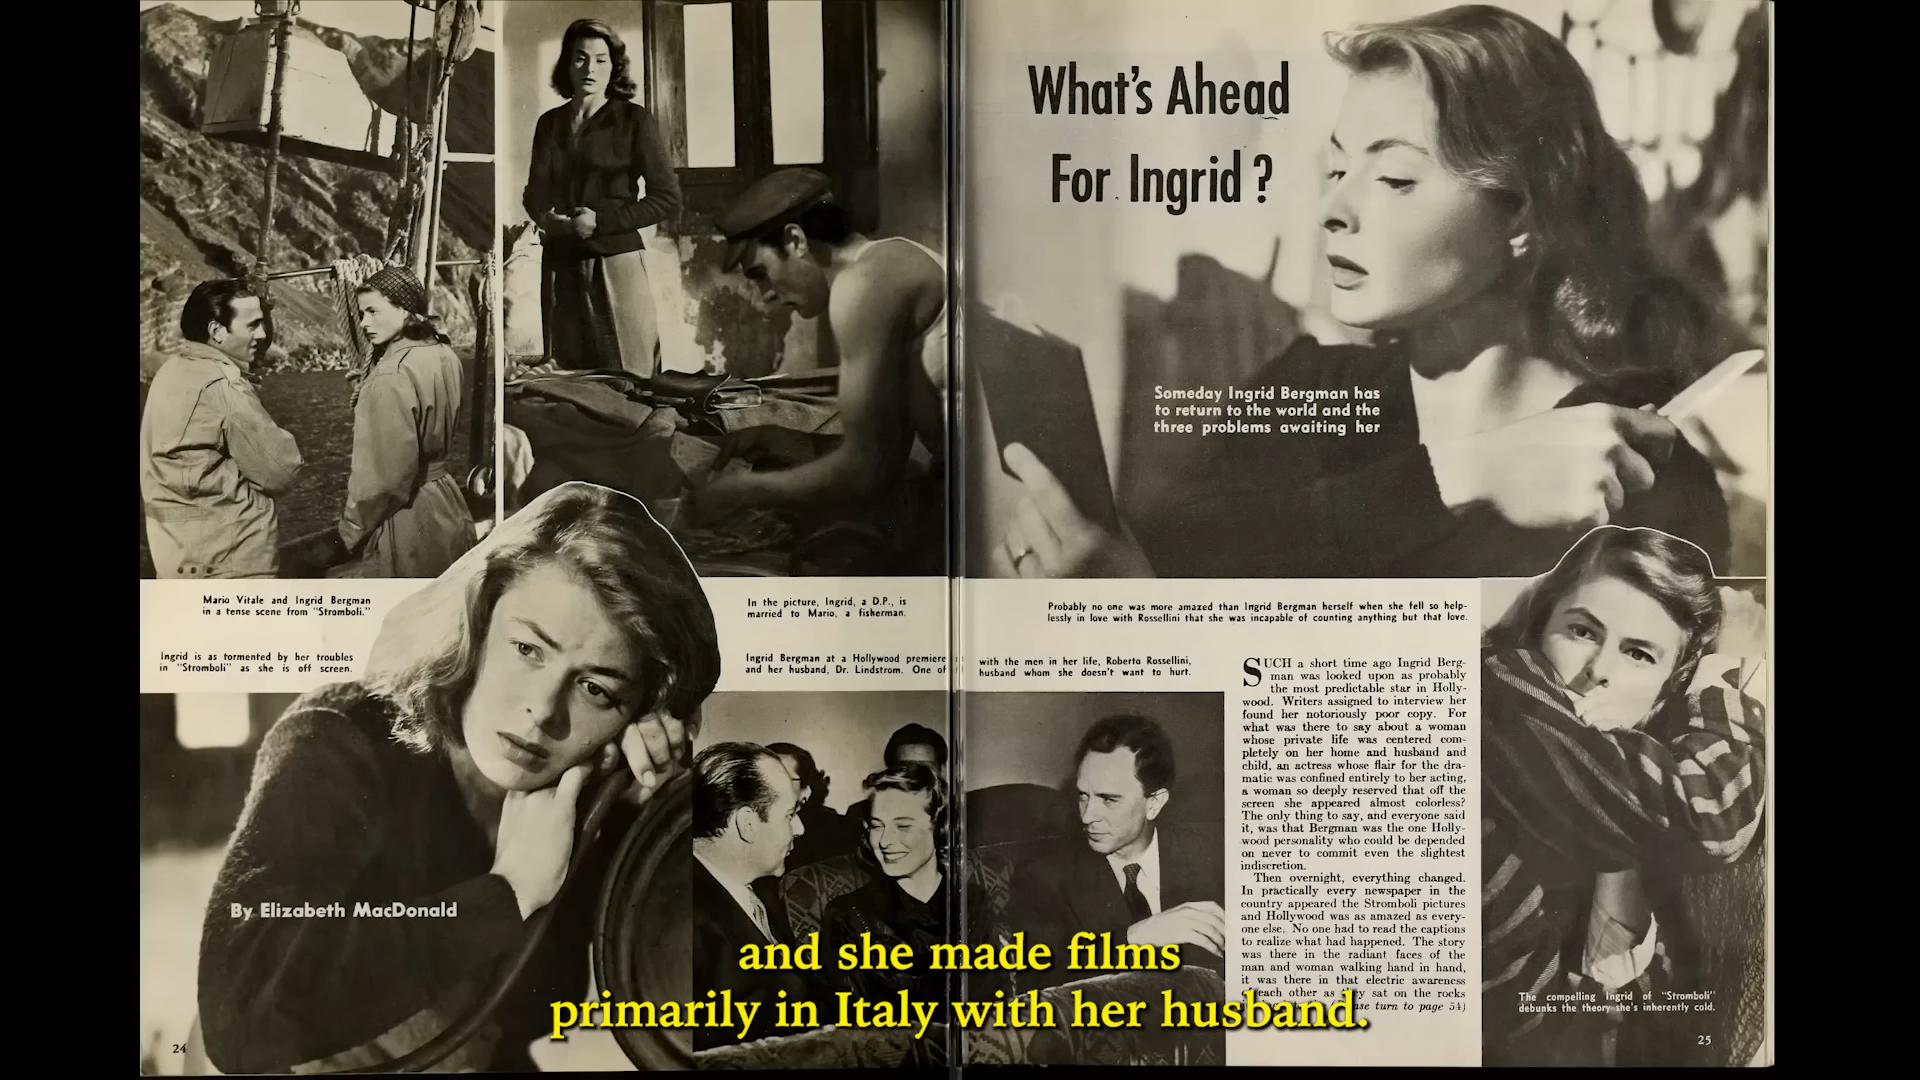 What's Ahead
For Ingrid?
Someday Ingrid Bergman has
to return to the world and the
three problems awaiting her
Mario Vitale and Ingrid Bergman
in a tense scene from "Stromboli."
In the picture, Ingrid, a D.P., is
married to Mario, a fisherman.
Probably no one was more amazed than Ingrid Bergman herself when she fell so help-
lessly in love with Rossellini that she was incapable of counting anything but that love.
Ingrid is as tormented by her troubles
in "Stromboli" as she is off screen.
Ingrid Bergman at a Hollywood premiere with the men in her life, Roberto Rossellini,
and her husband, Dr. Lindstrom. One of husband whom she doesn't want to hurt.
SUCH a short time ago Ingrid Berg-
man was looked upon as probably
the most predictable star in Holly-
wood. Writers assigned to interview her
found her notoriously poor copy. For
what was there to say about a woman
whose private life was centered com-
pletely on her home and husband and
child, an actress whose flair for the dra-
matic was confined entirely to her acting,
a woman so deeply reserved that off the
screen she appeared almost colorless?
The only thing to say, and everyone said
it, was that Bergman was the one Holly-
wood personality who could be depended
on never to commit even the slightest
indiscretion.
Then overnight, everything changed.
In practically every newspaper in the
country appeared the Stromboli pictures
and Hollywood was as amazed as every-
one else. No one had to read the captions
to realize what had happened. The story
was there in the radiant faces of the
man and woman walking hand in hand,
it was there in that electric awareness
each other as they sat on the rocks
turn to page 54)
By Elizabeth MacDonald
The compelling Ingrid of "Stromboli"
debunks the theory she's inherently cold.
24
25
and she made films
primarily in Italy with her husband.